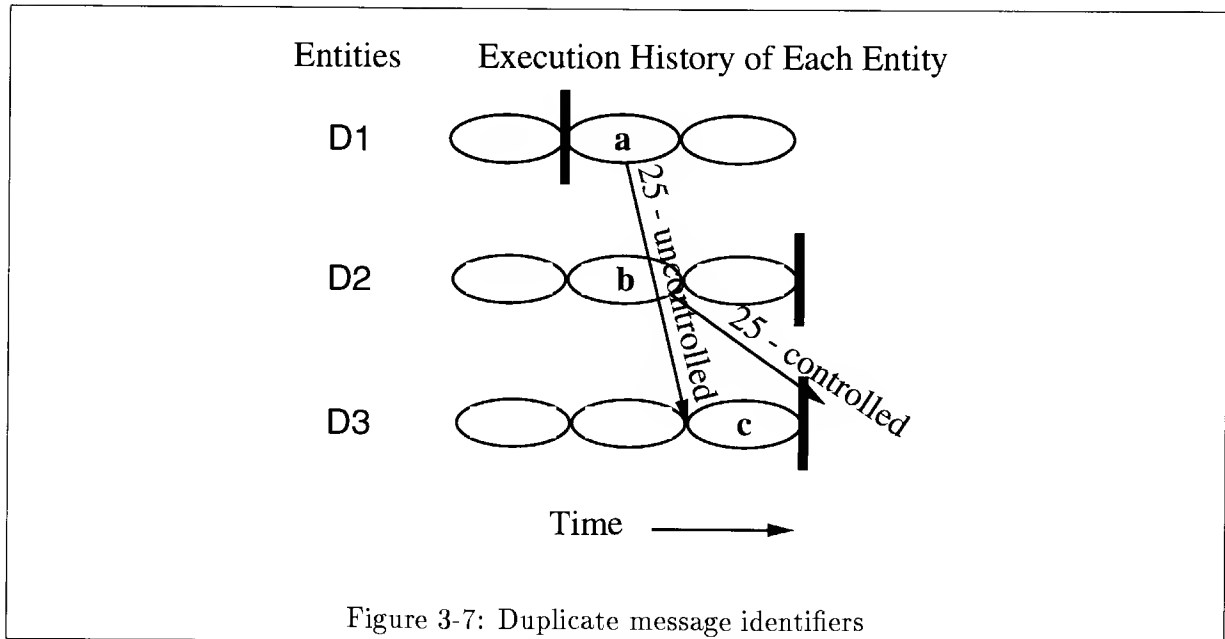 Entities Execution History of Each Entity
D1 a
25 - uncontrolled
D2 b
25 - controlled
D3 c
Time
Figure 3-7: Duplicate message identifiers